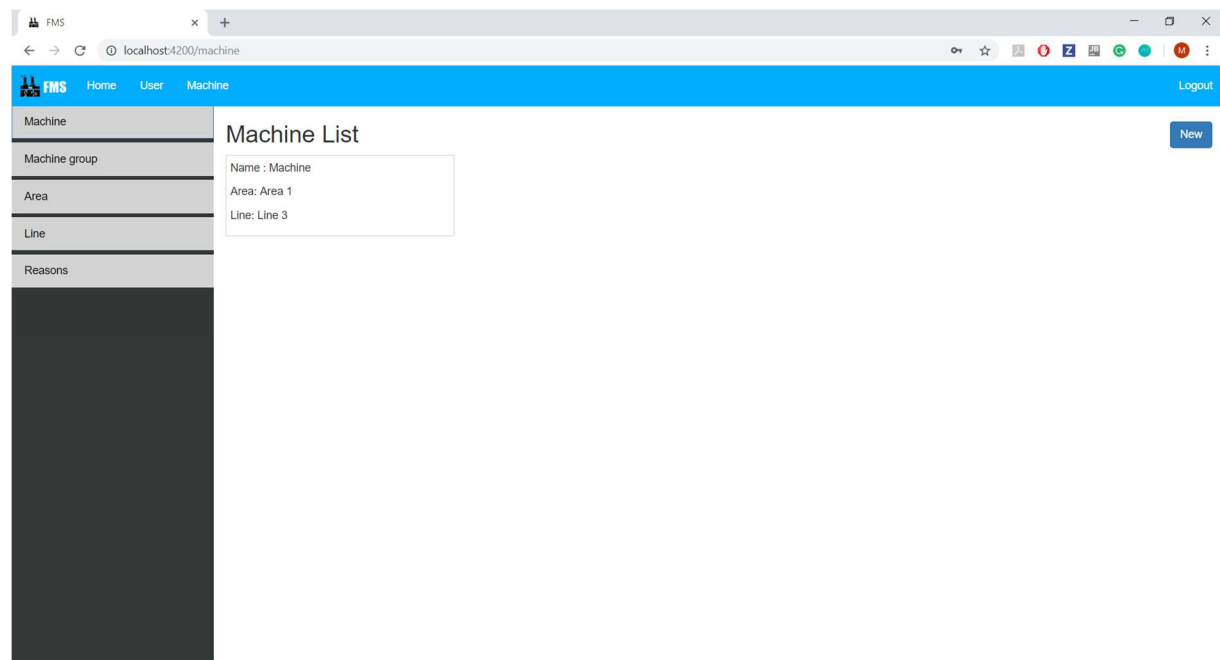 FMS
localhost:4200/machine
FMS Home User Machine Logout
Machine
Machine group
Area
Line
Reasons
Machine List
New
Name : Machine
Area: Area 1
Line: Line 3